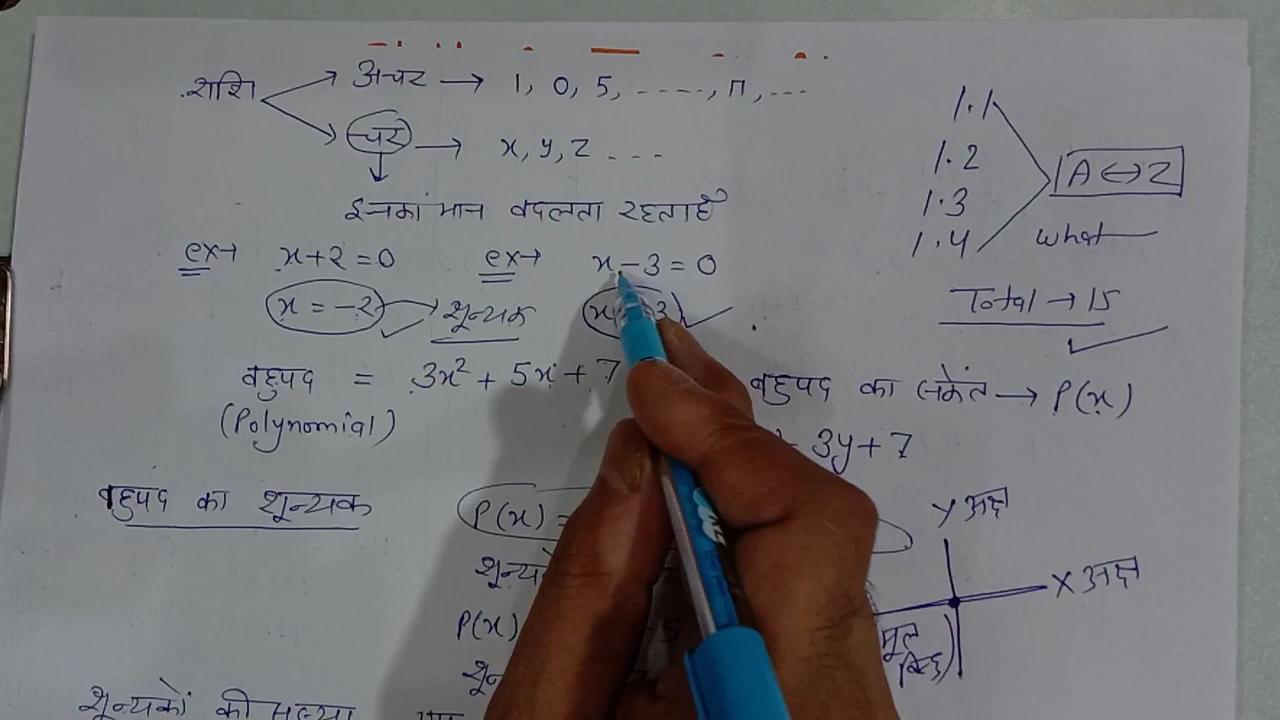 राशि
अचर → 1, 0, 5, ----, π, ---
चर → x, y, z ---
इनका मान बदलता रहता है
ex→ x+2=0
x = -2 → शून्यक
ex→ x-3=0
बहुपद = 3x² + 5x + 7
(Polynomial)
बहुपद का संकेत → P(x)
3y+7
1.1
1.2
1.3
1.4
A↔Z
what
Total → 15
बहुपद का शून्यक
P(x) =
P(x)
5
Y अक्ष
X अक्ष
मूल
बिंदु)
शून्यकों की